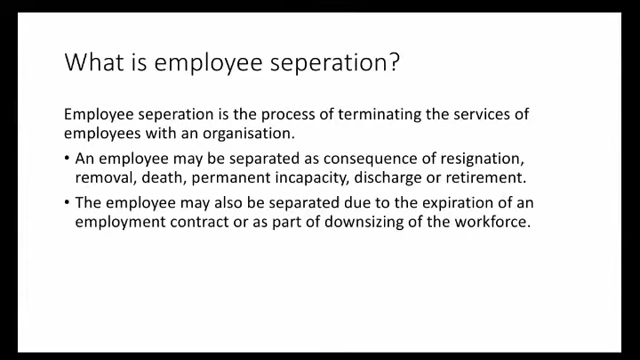 What is employee seperation?
Employee seperation is the process of terminating the services of
employees with an organisation.
• An employee may be separated as consequence of resignation,
removal, death, permanent incapacity, discharge or retirement.
• The employee may also be separated due to the expiration of an
employment contract or as part of downsizing of the workforce.